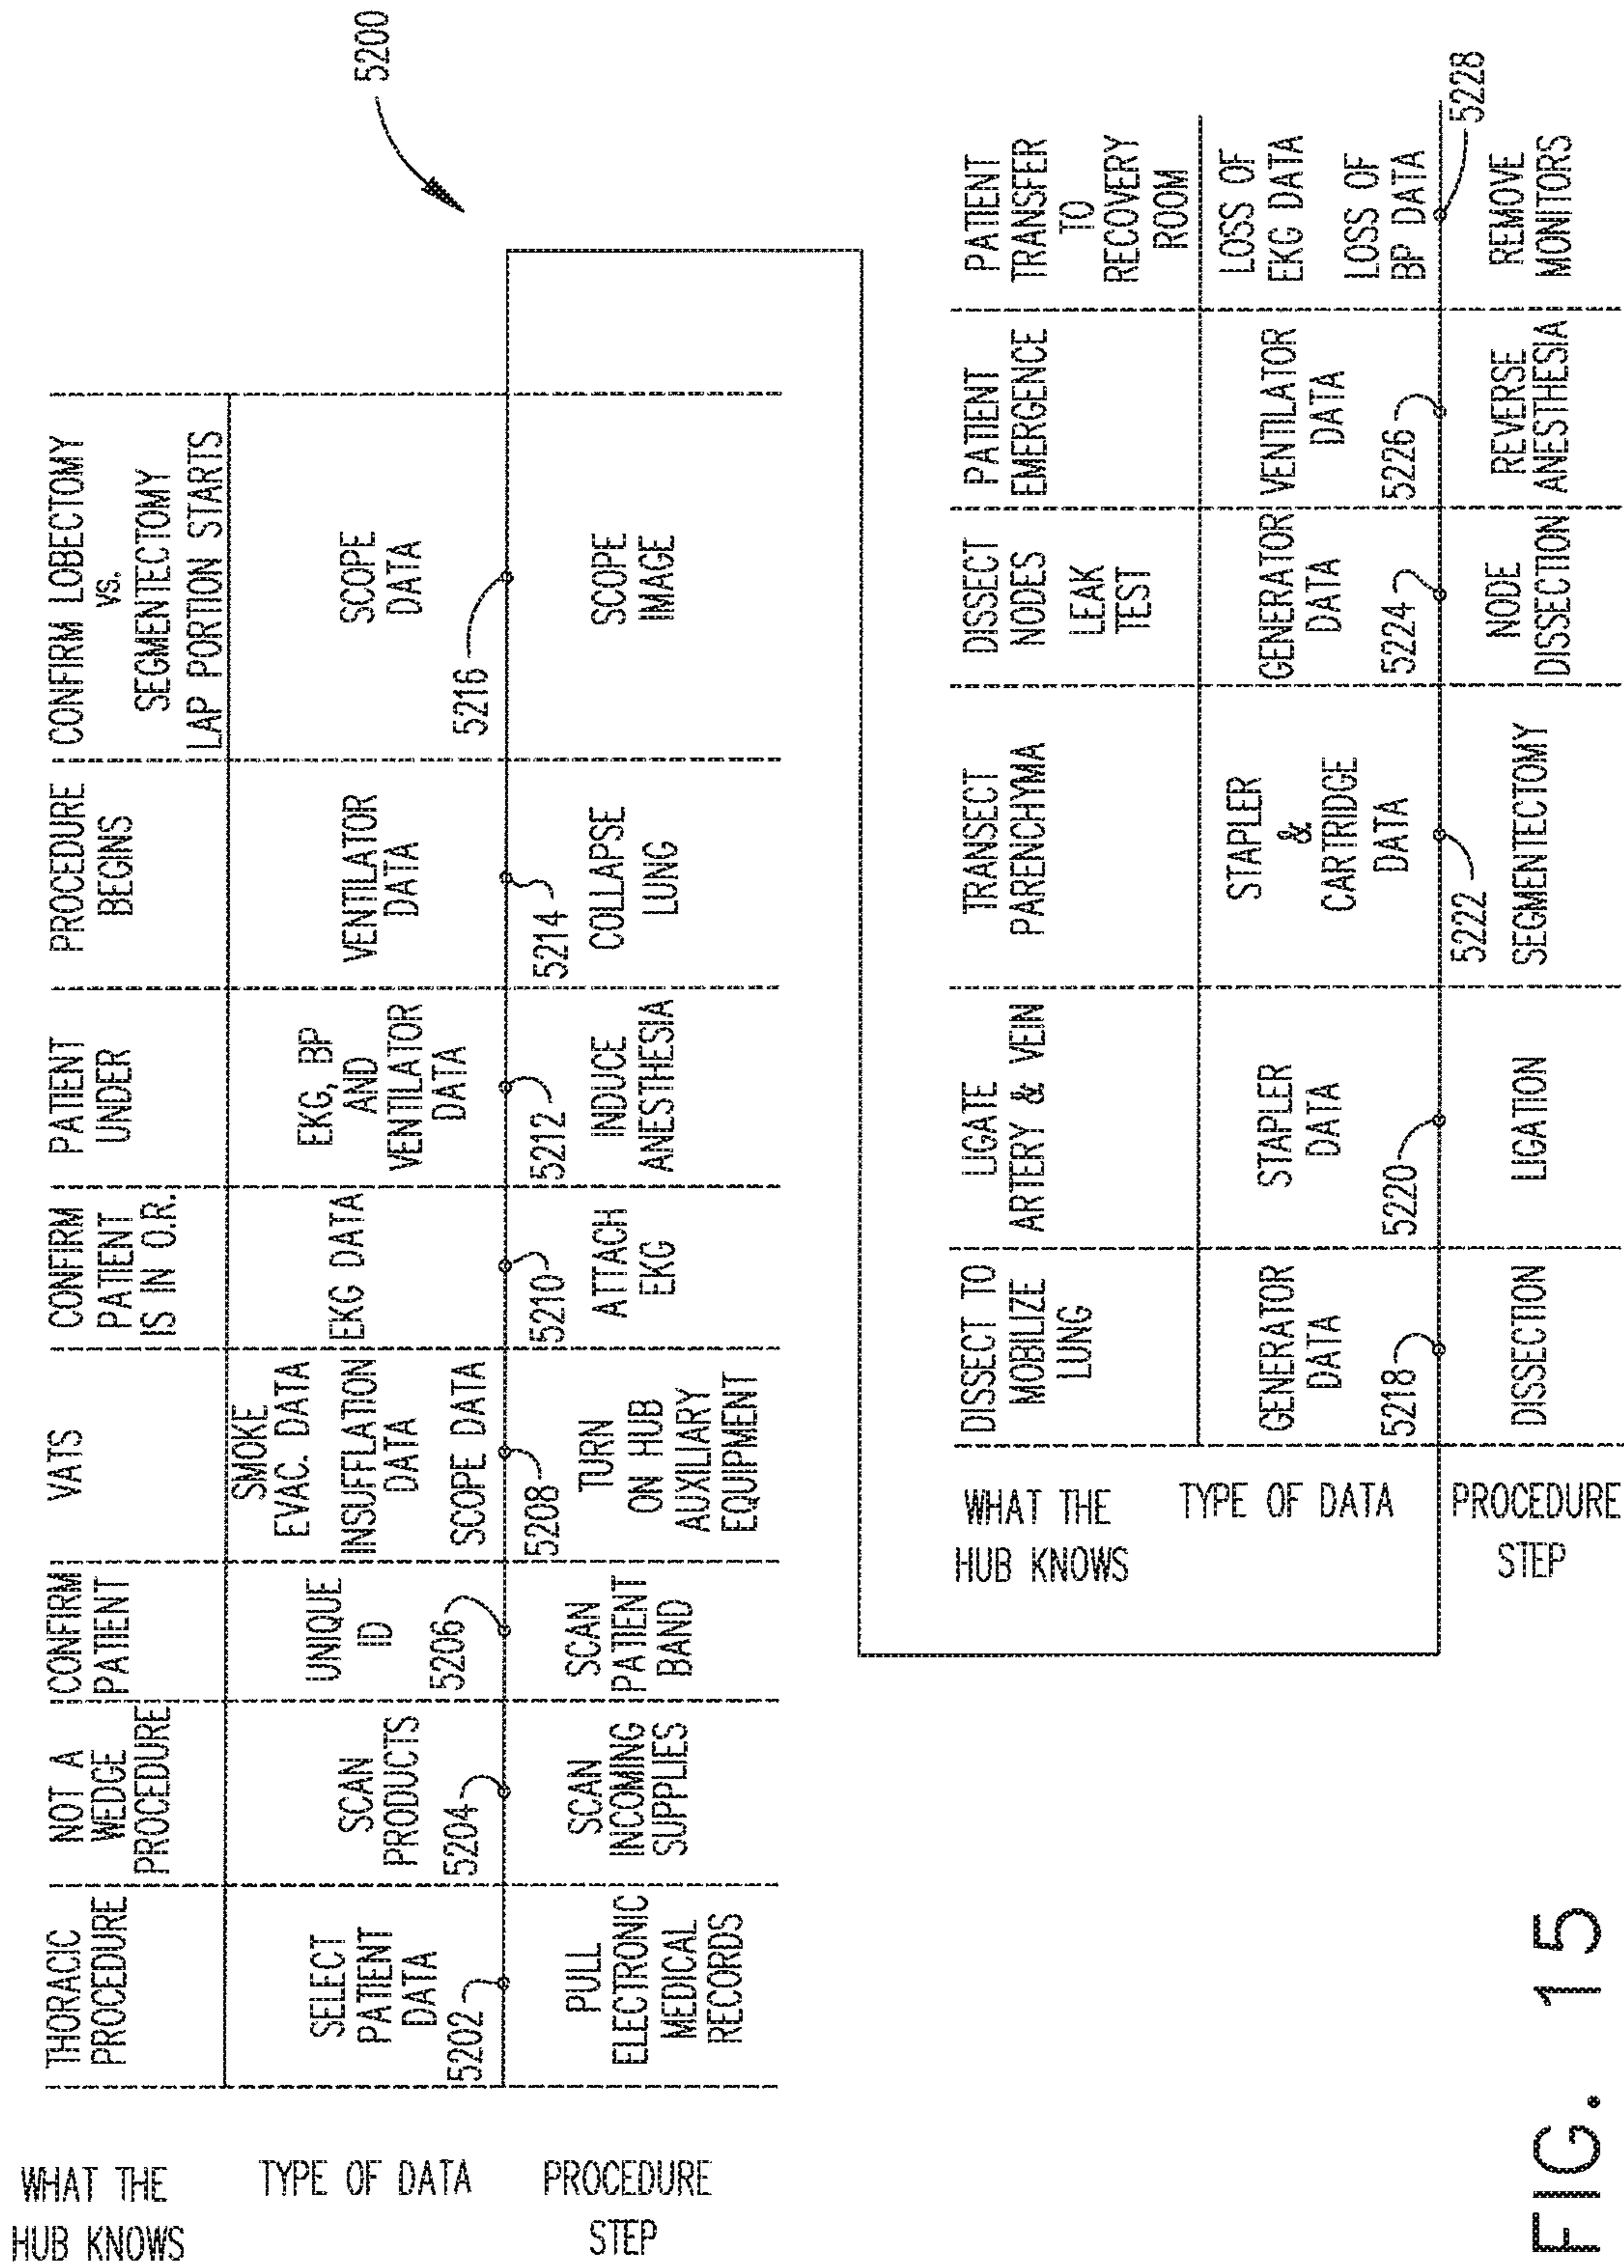 5200
WHAT THE
HUB KNOWS
THORACIC
PROCEDURE
NOT A
WEDGE
PROCEDURE
CONFIRM
PATIENT
VATS
CONFIRM
PATIENT
IS IN O.R.
PATIENT
UNDER
PROCEDURE
BEGINS
CONFIRM LOBECTOMY
vs.
SEGMENTECTOMY
LAP PORTION STARTS
TYPE OF DATA
SELECT
PATIENT
DATA
5202
SCAN
PRODUCTS
5204
UNIQUE
ID
5206
SMOKE
EVAC. DATA
INSUFFLATION
DATA
SCOPE DATA
EKG DATA
EKG, BP
AND
VENTILATOR
DATA
VENTILATOR
DATA
SCOPE
DATA
5216
PROCEDURE
STEP
PULL
ELECTRONIC
MEDICAL
RECORDS
SCAN
INCOMING
SUPPLIES
SCAN
PATIENT
BAND
5208
TURN
ON HUB
AUXILIARY
EQUIPMENT
5210
ATTACH
EKG
5212
INDUCE
ANESTHESIA
5214
COLLAPSE
LUNG
SCOPE
IMAGE
WHAT THE
HUB KNOWS
DISSECT TO
MOBILIZE
LUNG
LIGATE
ARTERY & VEIN
TRANSECT
PARENCHYMA
DISSECT
NODES
LEAK
TEST
PATIENT
EMERGENCE
PATIENT
TRANSFER
TO
RECOVERY
ROOM
TYPE OF DATA
GENERATOR
DATA
5218
STAPLER
DATA
5220
STAPLER
&
CARTRIDGE
DATA
GENERATOR
DATA
5224
VENTILATOR
DATA
5226
LOSS OF
EKG DATA
LOSS OF
BP DATA
PROCEDURE
STEP
DISSECTION
LIGATION
5222
SEGMENTECTOMY
NODE
DISSECTION
REVERSE
ANESTHESIA
5228
REMOVE
MONITORS
FIG. 15